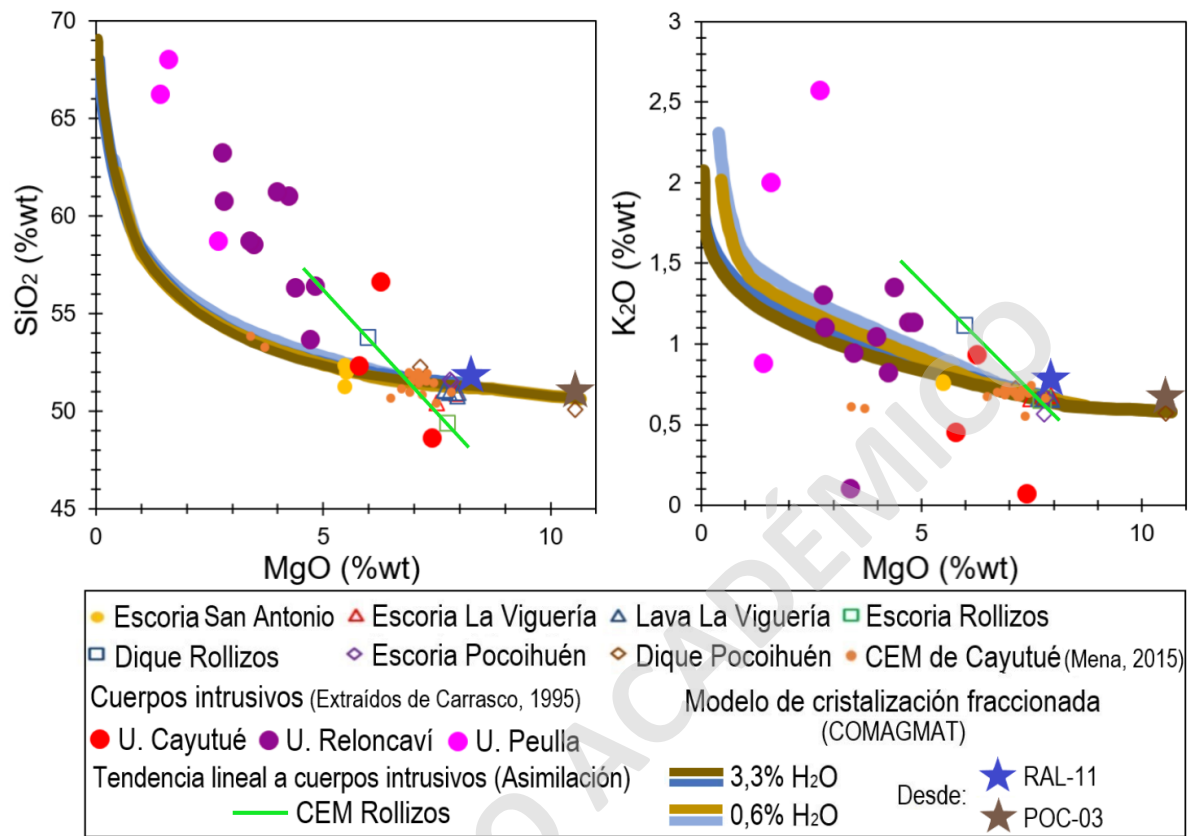 70
65
60
55
50
45
SiO₂ (%wt)
0
5
10
MgO (%wt)
3
2,5
2
1,5
1
0,5
0
K₂O (%wt)
0
5
10
MgO (%wt)
Escoria San Antonio
Escoria La Viguería
Lava La Viguería
Escoria Rollizos
Dique Rollizos
Escoria Pocoihuén
Dique Pocoihuén
CEM de Cayutué (Mena, 2015)
Cuerpos intrusivos (Extraídos de Carrasco, 1995)
U. Cayutué
U. Reloncaví
U. Peulla
Tendencia lineal a cuerpos intrusivos (Asimilación)
CEM Rollizos
Modelo de cristalización fraccionada
(COMAGMAT)
3,3% H₂O
0,6% H₂O
Desde:
RAL-11
POC-03
O ACADÉMICO